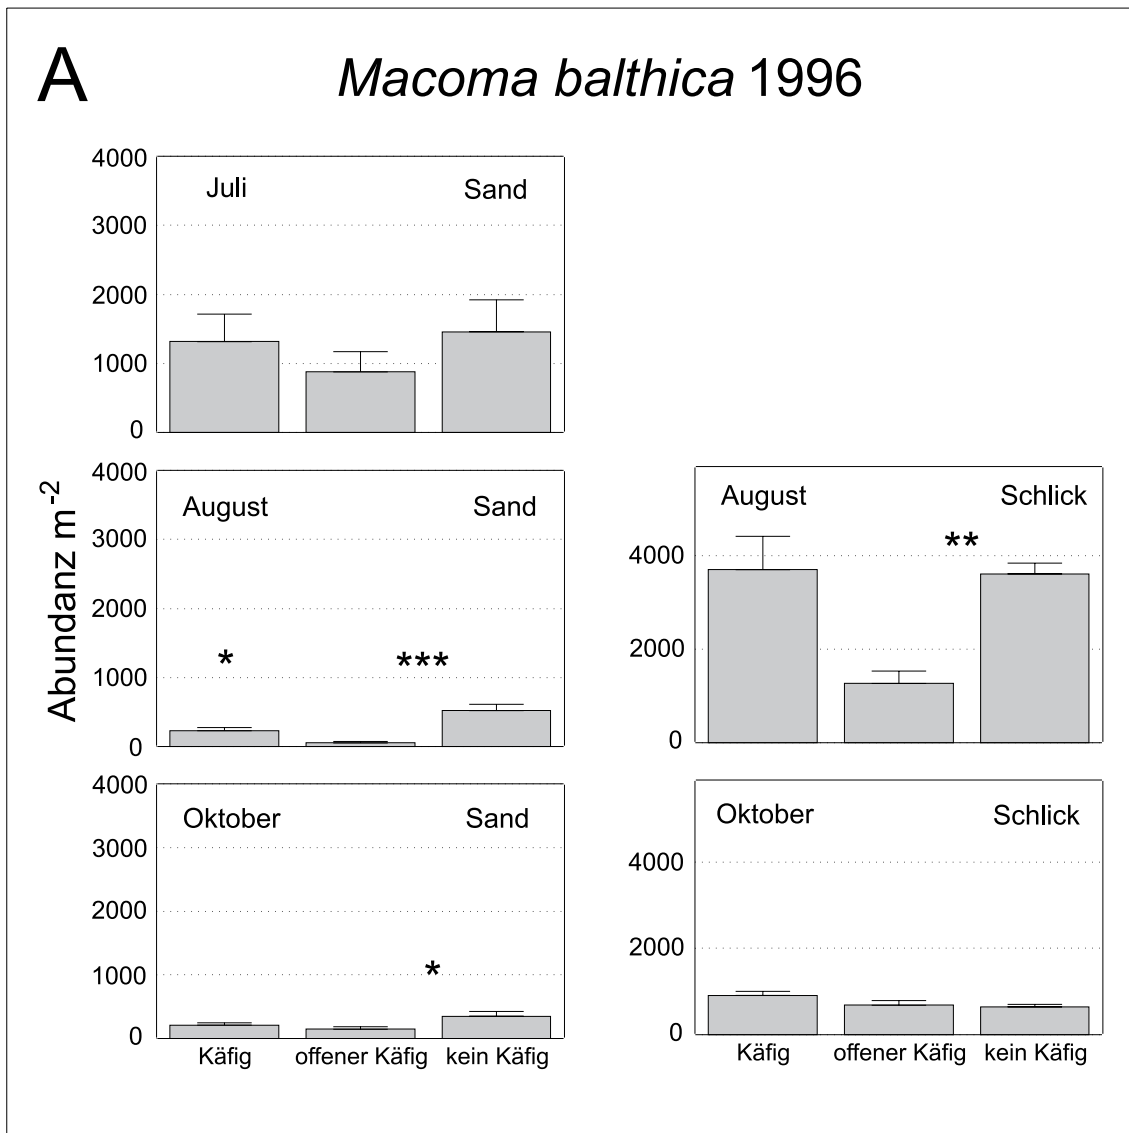 A
Macoma balthica 1996
Abundanz m⁻²
4000
Juli Sand
3000
2000
1000
0
4000
August Sand
3000
2000
* ***
1000
0
August Schlick
4000
**
2000
0
4000
Oktober Sand
3000
2000
1000
*
0
Käfig offener Käfig kein Käfig
Oktober Schlick
4000
2000
0
Käfig offener Käfig kein Käfig